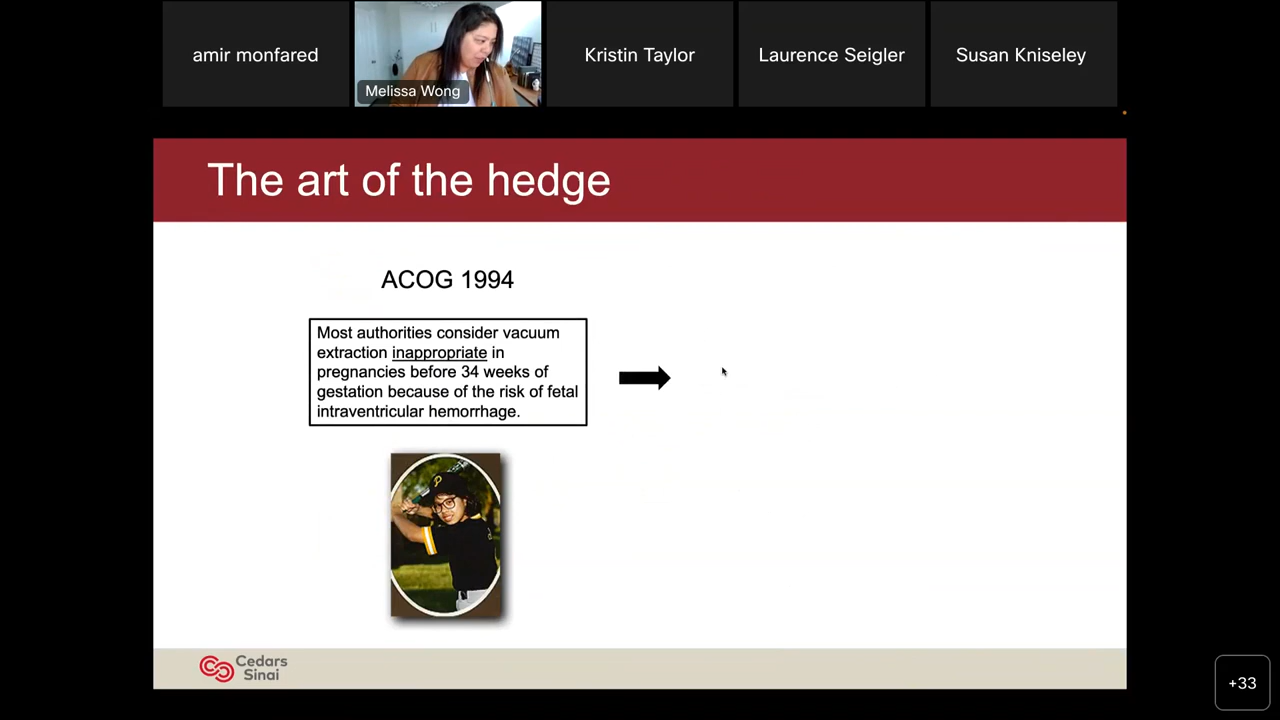 amir monfared
Melissa Wong
Kristin Taylor
Laurence Seigler
Susan Kniseley
The art of the hedge
ACOG 1994
Most authorities consider vacuum
extraction inappropriate in
pregnancies before 34 weeks of
gestation because of the risk of fetal
intraventricular hemorrhage.
P
Cedars
Sinai
+33